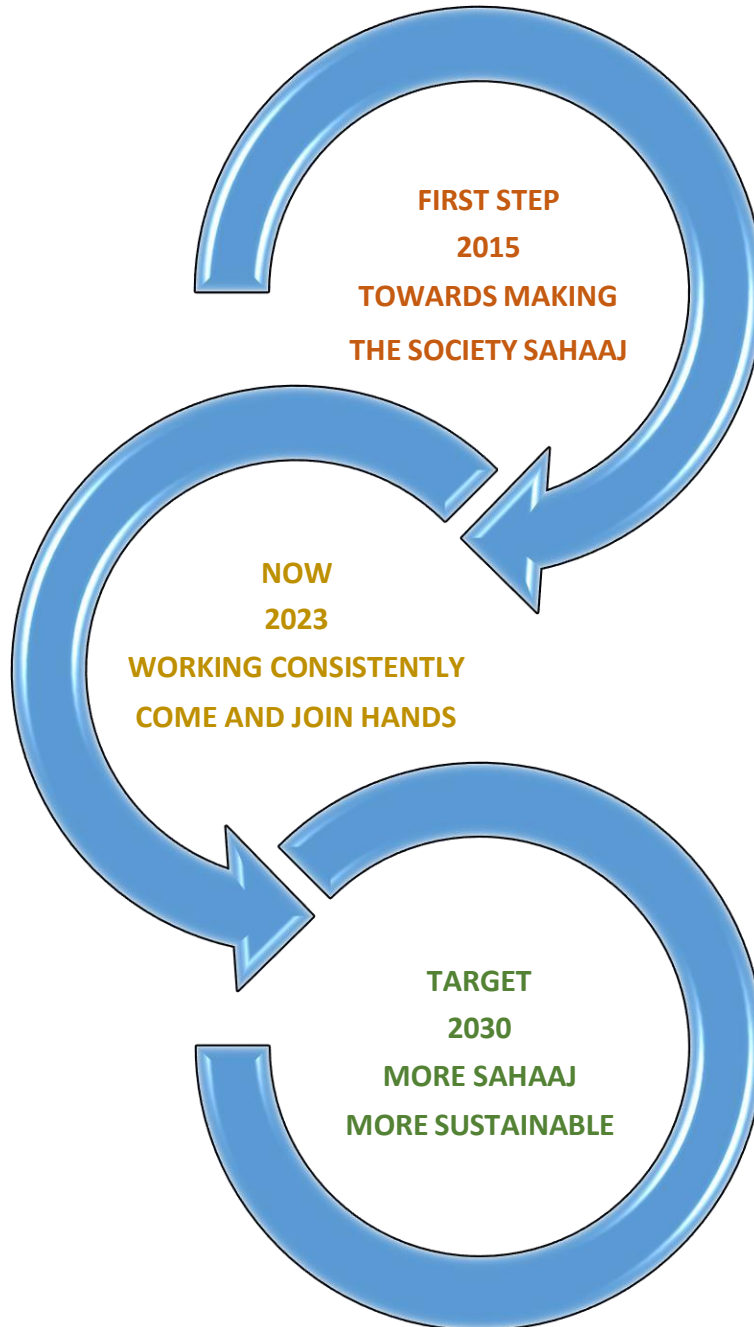 FIRST STEP
2015
TOWARDS MAKING
THE SOCIETY SAHAAJ
NOW
2023
WORKING CONSISTENTLY
COME AND JOIN HANDS
TARGET
2030
MORE SAHAAJ
MORE SUSTAINABLE